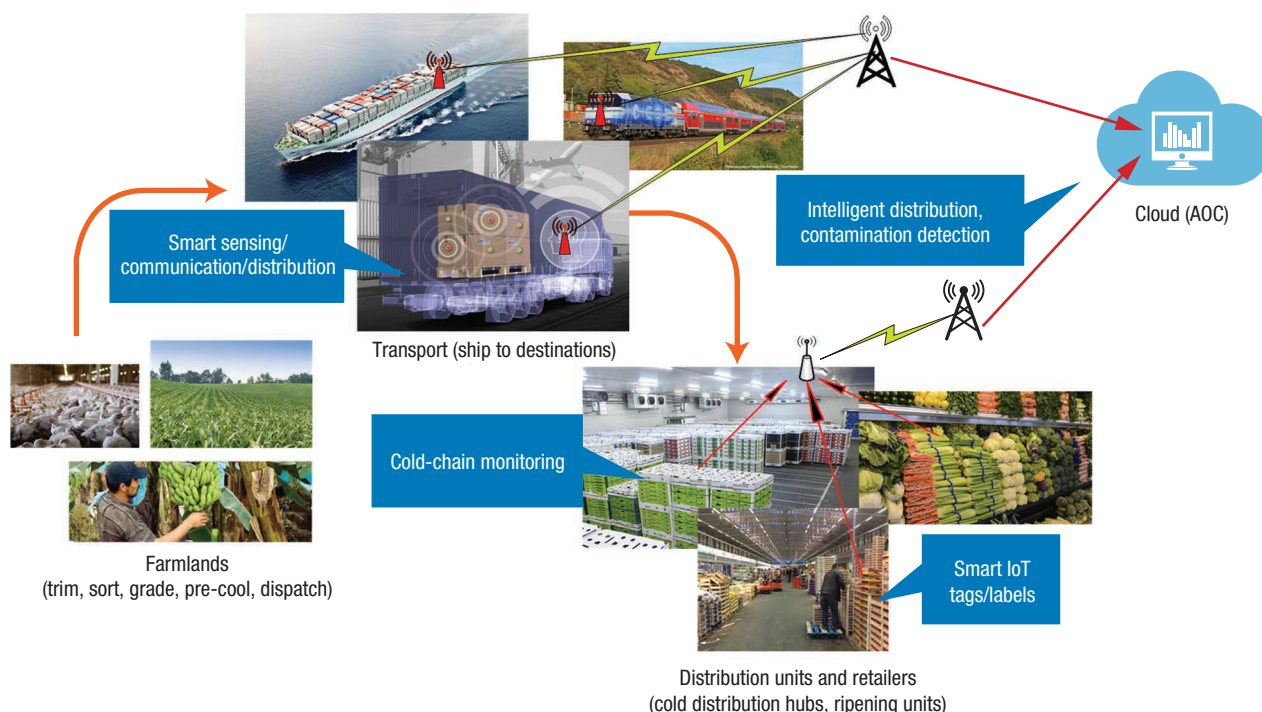 Smart sensing/
communication/distribution
Transport (ship to destinations)
Intelligent distribution,
contamination detection
Cloud (AOC)
Farmlands
(trim, sort, grade, pre-cool, dispatch)
Cold-chain monitoring
Smart IoT
tags/labels
Distribution units and retailers
(cold distribution hubs, ripening units)